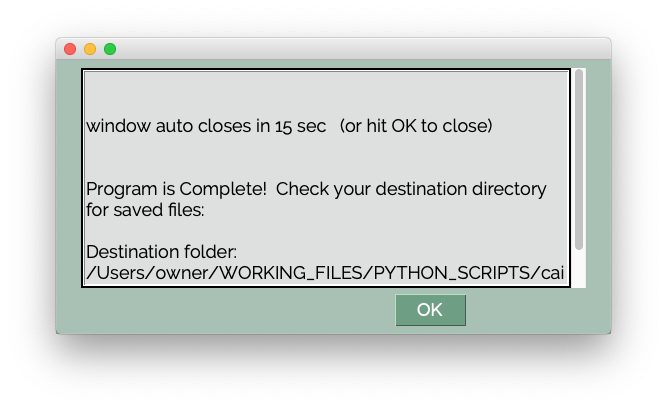 window auto closes in 15 sec   (or hit OK to close)
Program is Complete!  Check your destination directory
for saved files:
Destination folder:
/Users/owner/WORKING_FILES/PYTHON_SCRIPTS/cai
OK